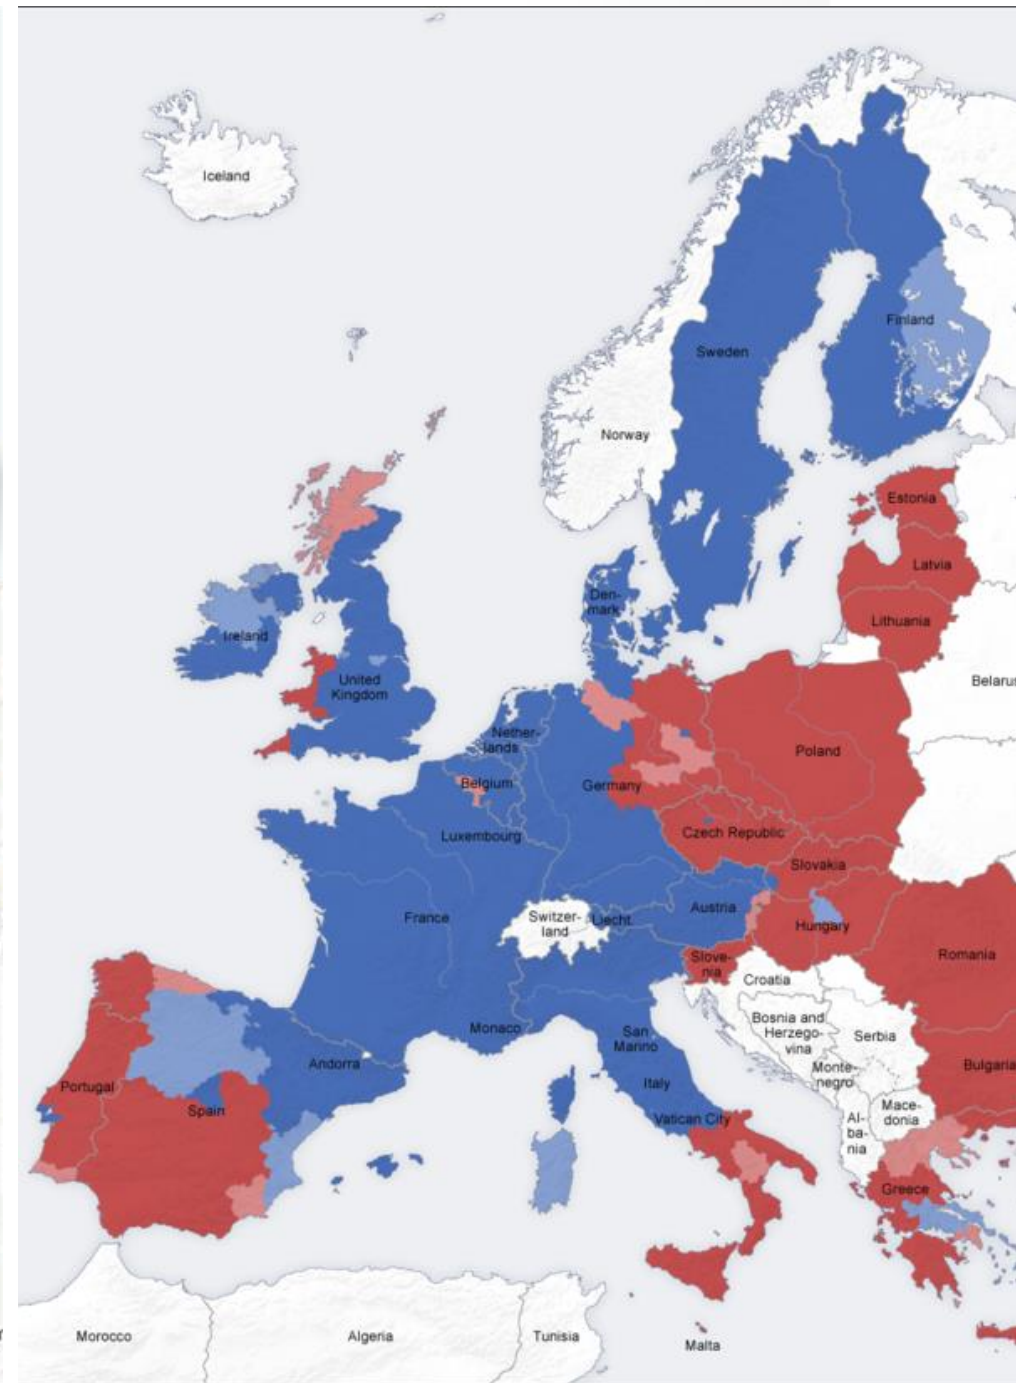 Iceland
Finland
Sweden
Norway
Estonia
Latvia
Lithuania
Den-
mark
Ireland
United
Kingdom
Belarus
Nether-
lands
Poland
Belgium
Germany
Luxembourg
Czech Republic
Slovakia
France
Switzer-
land
Liecht.
Austria
Hungary
Slove-
nia
Romania
Croatia
Monaco
San
Marino
Bosnia and
Herzego-
vina
Serbia
Andorra
Monte-
negro
Bulgaria
Portugal
Spain
Italy
Vatican City
Al-
ba-
nia
Mace-
donia
Greece
Morocco
Algeria
Tunisia
Malta